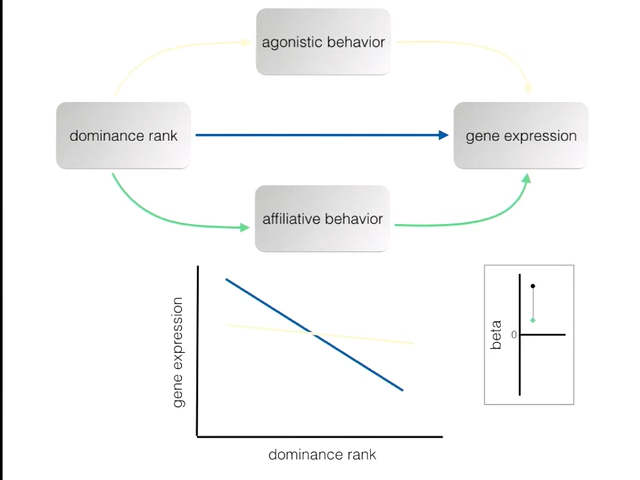 agonistic behavior
dominance rank
gene expression
affiliative behavior
gene expression
dominance rank
beta
0